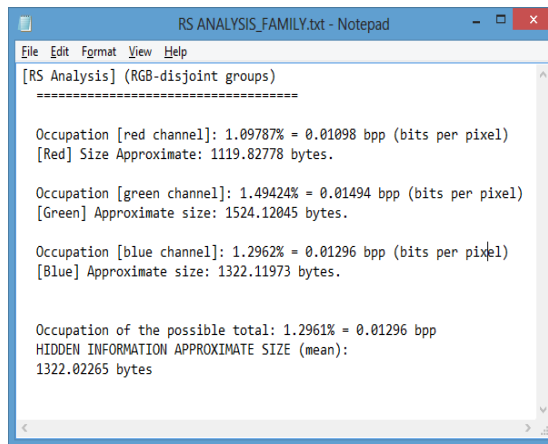 RS ANALYSIS_FAMILY.txt - Notepad
File Edit Format View Help
[RS Analysis] (RGB-disjoint groups)
====================================
Occupation [red channel]: 1.09787% = 0.01098 bpp (bits per pixel)
[Red] Size Approximate: 1119.82778 bytes.
Occupation [green channel]: 1.49424% = 0.01494 bpp (bits per pixel)
[Green] Approximate size: 1524.12045 bytes.
Occupation [blue channel]: 1.2962% = 0.01296 bpp (bits per pixel)
[Blue] Approximate size: 1322.11973 bytes.
Occupation of the possible total: 1.2961% = 0.01296 bpp
HIDDEN INFORMATION APPROXIMATE SIZE (mean):
1322.02265 bytes